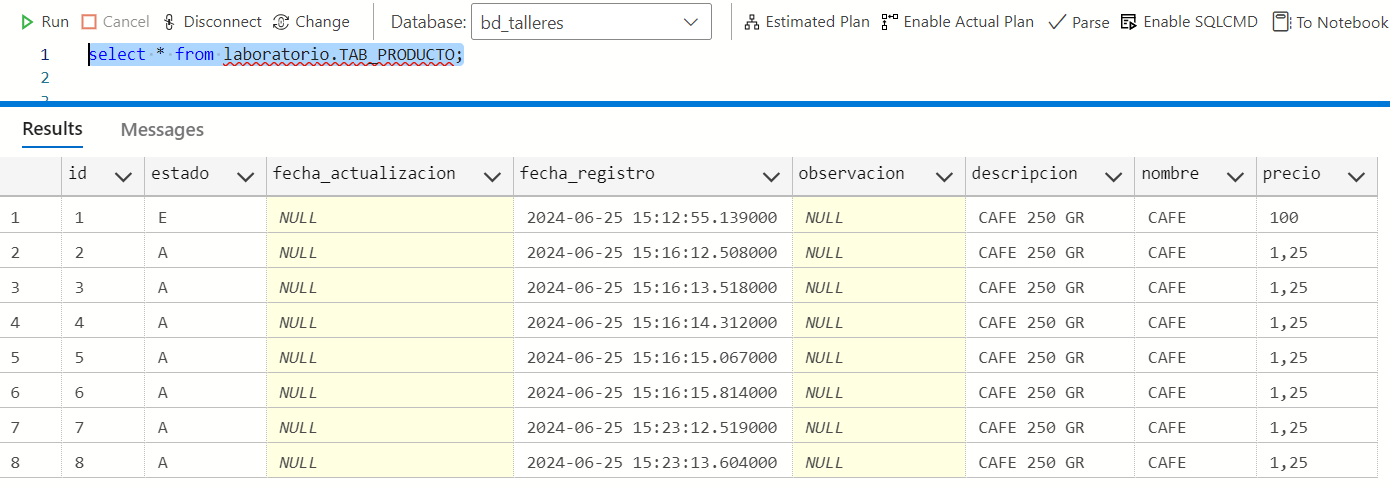 Run Cancel Disconnect Change Database: bd_talleres Estimated Plan Enable Actual Plan Parse Enable SQLCMD To Notebook
1 select * from laboratorio.TAB_PRODUCTO;
2
Results Messages
id estado fecha_actualizacion fecha_registro observacion descripcion nombre precio
1 1 E NULL 2024-06-25 15:12:55.139000 NULL CAFE 250 GR CAFE 100
2 2 A NULL 2024-06-25 15:16:12.508000 NULL CAFE 250 GR CAFE 1,25
3 3 A NULL 2024-06-25 15:16:13.518000 NULL CAFE 250 GR CAFE 1,25
4 4 A NULL 2024-06-25 15:16:14.312000 NULL CAFE 250 GR CAFE 1,25
5 5 A NULL 2024-06-25 15:16:15.067000 NULL CAFE 250 GR CAFE 1,25
6 6 A NULL 2024-06-25 15:16:15.814000 NULL CAFE 250 GR CAFE 1,25
7 7 A NULL 2024-06-25 15:23:12.519000 NULL CAFE 250 GR CAFE 1,25
8 8 A NULL 2024-06-25 15:23:13.604000 NULL CAFE 250 GR CAFE 1,25